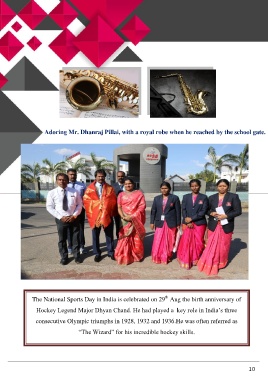 Adoring Mr. Dhanraj Pillai, with a royal robe when he reached by the school gate.
The National Sports Day in India is celebrated on 29th Aug the birth anniversary of
Hockey Legend Major Dhyan Chand. He had played a key role in India's three
consecutive Olympic triumphs in 1928, 1932 and 1936.He was often referred as
"The Wizard" for his incredible hockey skills.
10